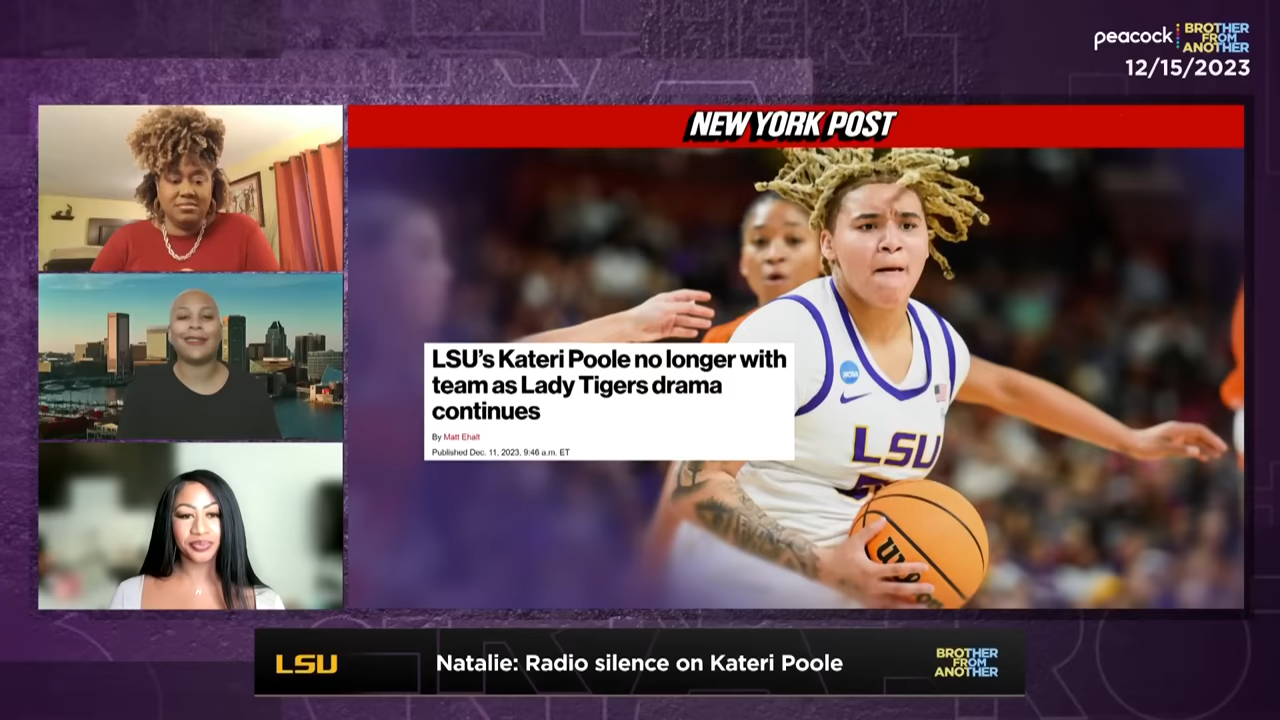 peacock
BROTHER
FROM
ANOTHER
12/15/2023
NEW YORK POST
LSU's Kateri Poole no longer with
team as Lady Tigers drama
continues
By Matt Ehalt
Published Dec. 11, 2023, 9:46 a.m. ET
NCAA
LSU
LSU
Natalie: Radio silence on Kateri Poole
BROTHER
FROM
ANOTHER